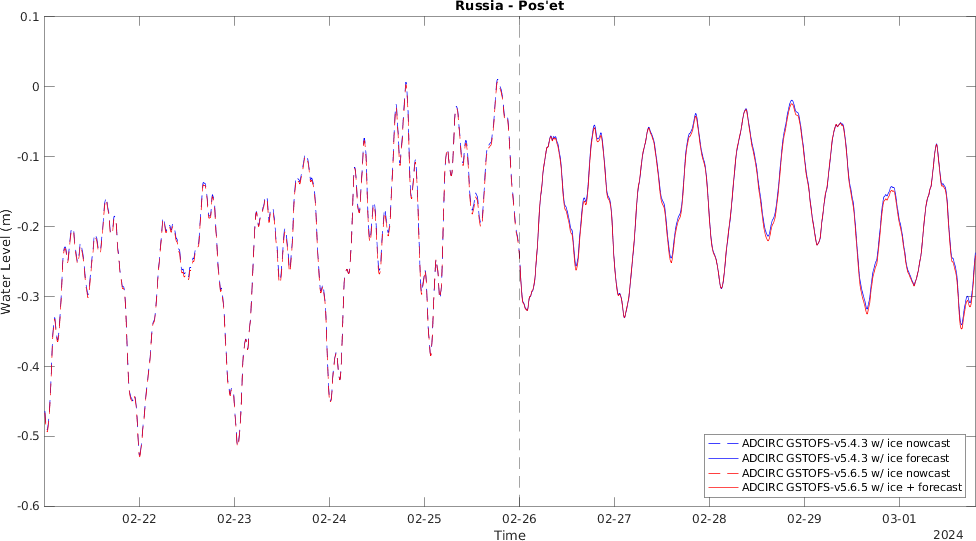 Russia - Pos'et
0.1
0
-0.1
-0.2
-0.3
-0.4
-0.5
-0.6
Water Level (m)
02-22 02-23 02-24 02-25 02-26 02-27 02-28 02-29 03-01
Time
2024
ADCIRC GSTOFS-v5.4.3 w/ ice nowcast
ADCIRC GSTOFS-v5.4.3 w/ ice forecast
ADCIRC GSTOFS-v5.6.5 w/ ice nowcast
ADCIRC GSTOFS-v5.6.5 w/ ice + forecast